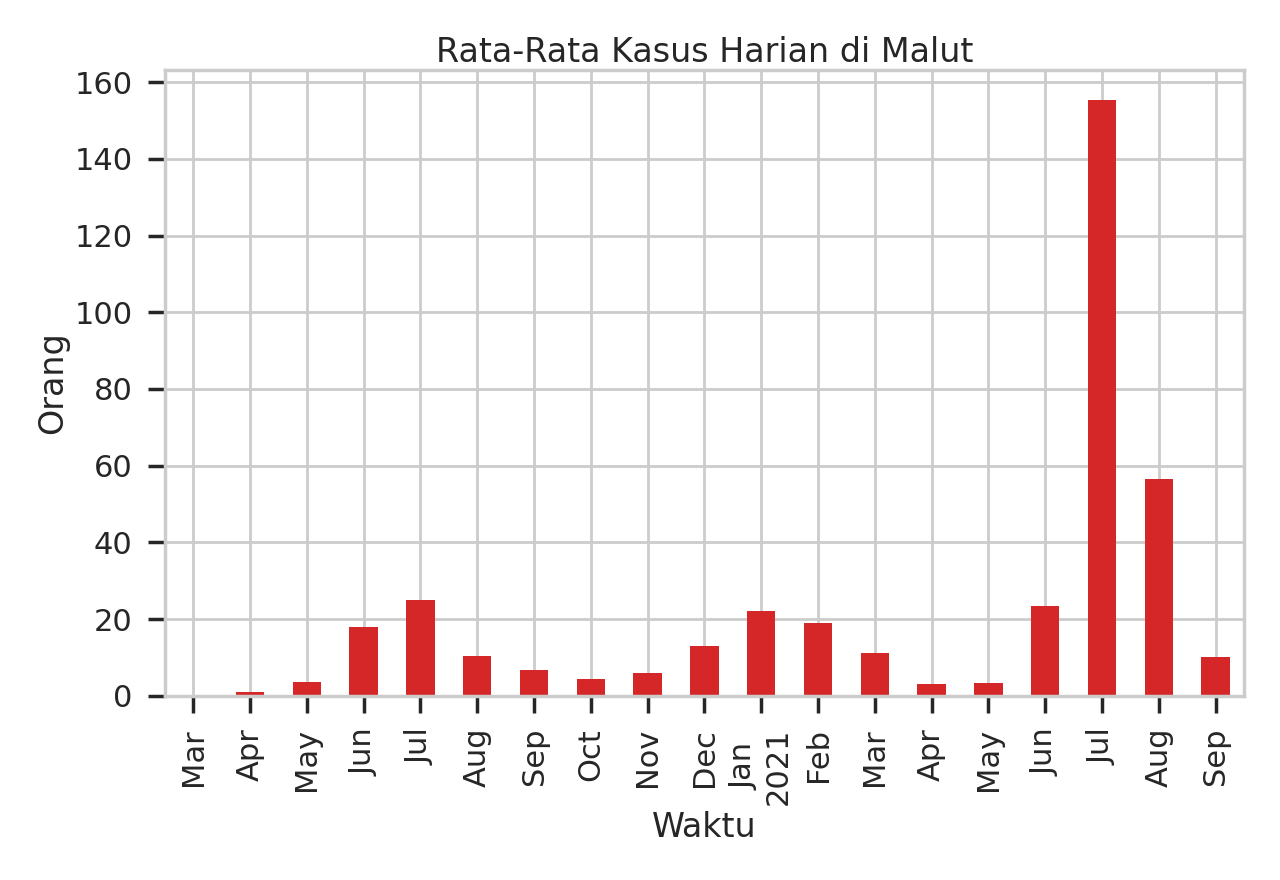 Rata-Rata Kasus Harian di Malut
160
140
120
100
80
60
40
20
0
Orang
Mar
Apr
May
Jun
Jul
Aug
Sep
Oct
Nov
Dec
Jan
2021
Feb
Mar
Apr
May
Jun
Jul
Aug
Sep
Waktu